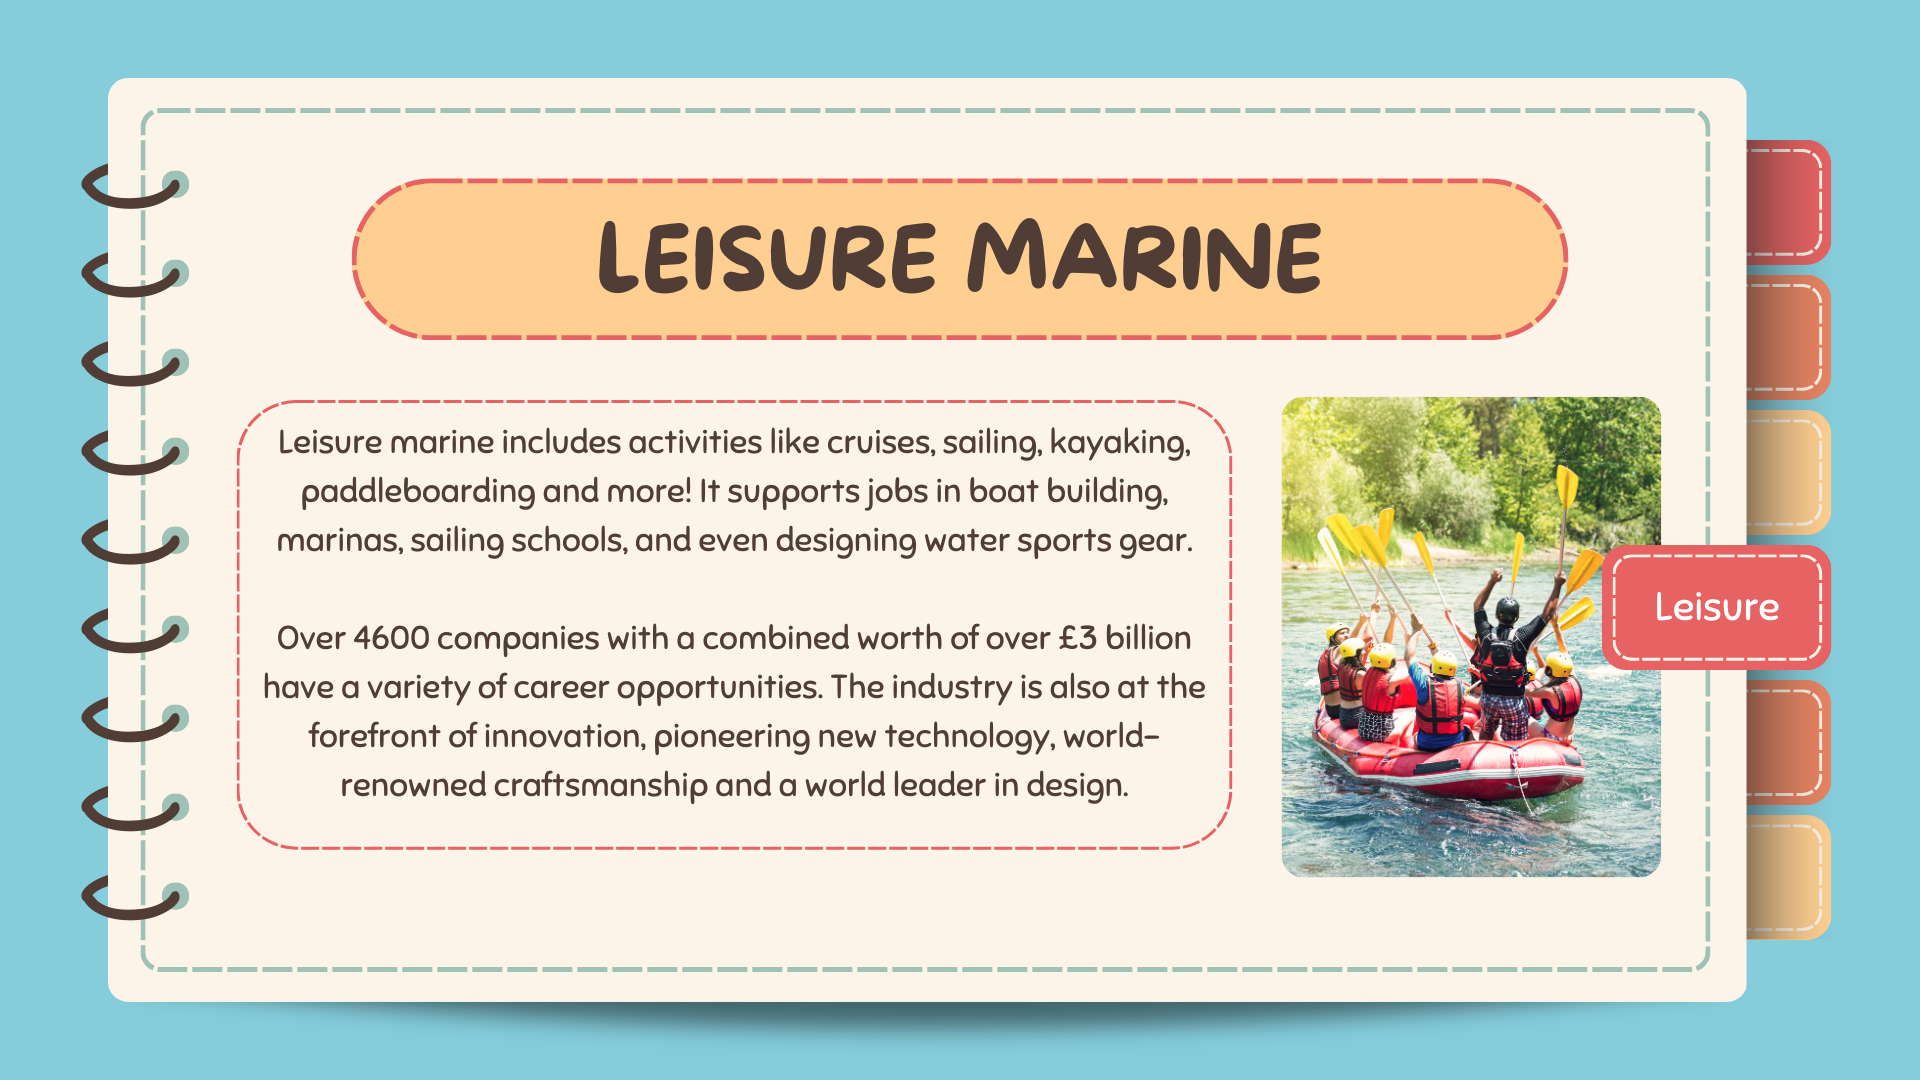 LEISURE MARINE
Leisure marine includes activities like cruises, sailing, kayaking,
paddleboarding and more! It supports jobs in boat building,
marinas, sailing schools, and even designing water sports gear.
Over 4600 companies with a combined worth of over £3 billion
have a variety of career opportunities. The industry is also at the
forefront of innovation, pioneering new technology, world-
renowned craftsmanship and a world leader in design.
Leisure